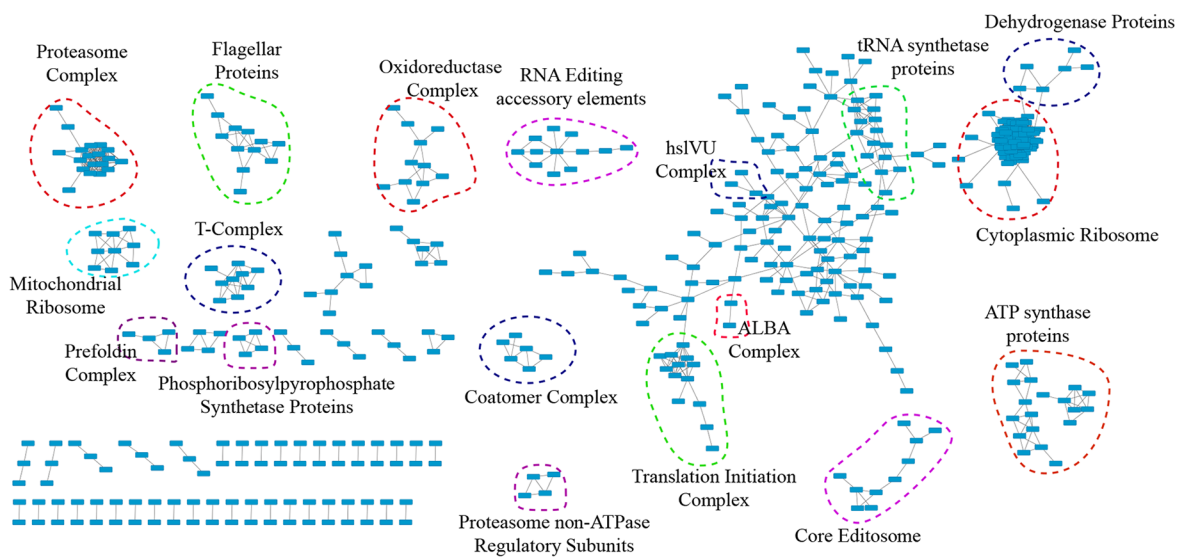 Dehydrogenase Proteins
Proteasome
Complex
Flagellar
Proteins
Oxidoreductase
Complex
RNA Editing
accessory elements
tRNA synthetase
proteins
hslVU
Complex
T-Complex
Cytoplasmic Ribosome
Mitochondrial
Ribosome
ALBA
Complex
ATP synthase
proteins
Prefoldin
Complex
Phosphoribosylpyrophosphate
Synthetase Proteins
Coatomer Complex
Translation Initiation
Complex
Proteasome non-ATPase
Regulatory Subunits
Core Editosome